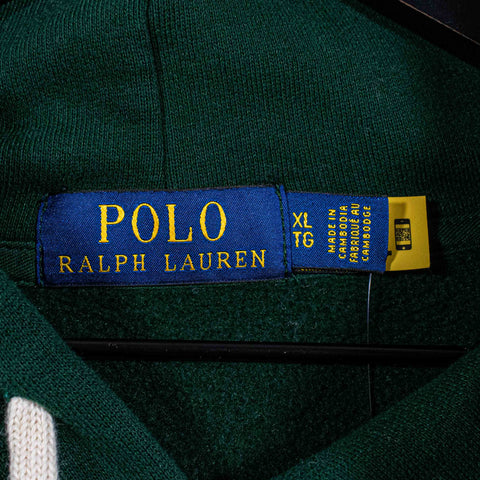 POLO
RALPH LAUREN
XL
TG
MADE IN
CAMBODIA
FABRIQUÉ AU
CAMBODGE